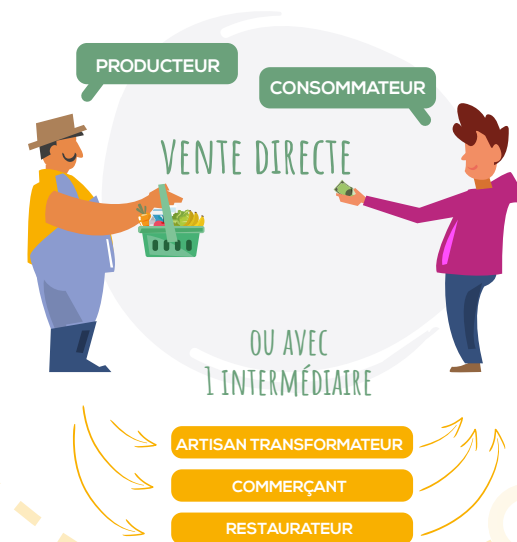 PRODUCTEUR
CONSOMMATEUR
VENTE DIRECTE
OU AVEC
1 INTERMÉDIAIRE
ARTISAN TRANSFORMATEUR
COMMERÇANT
RESTAURATEUR